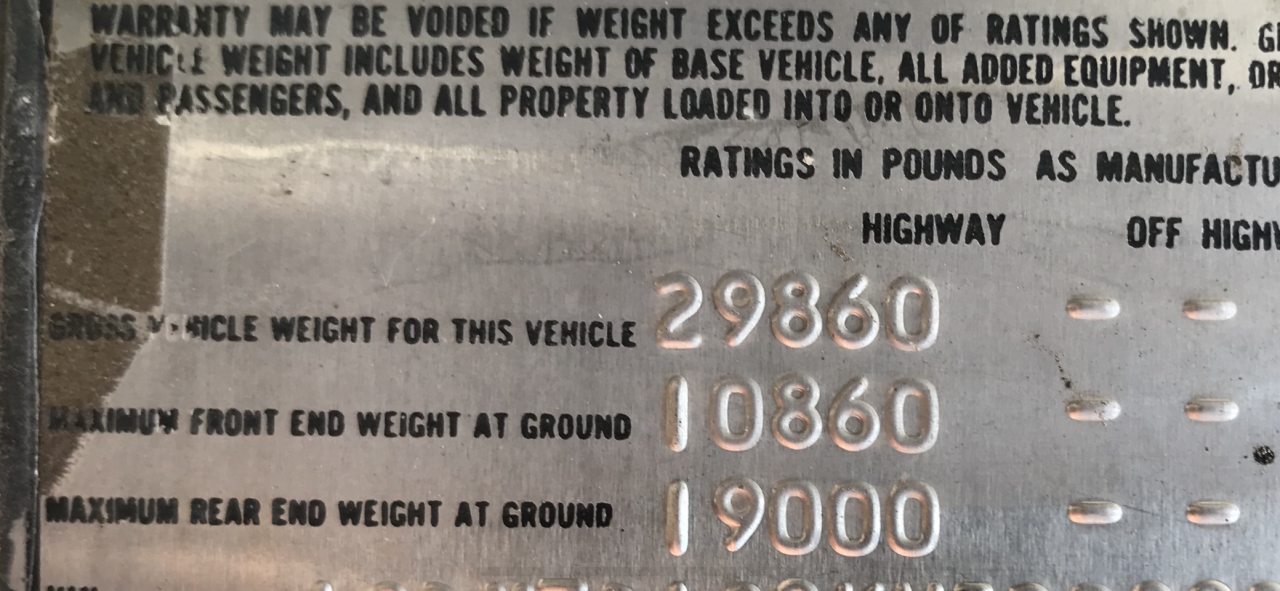 WARRANTY MAY BE VOIDED IF WEIGHT EXCEEDS ANY OF RATINGS SHOWN.
VEHICLE WEIGHT INCLUDES WEIGHT OF BASE VEHICLE, ALL ADDED EQUIPMENT, DR
AND PASSENGERS, AND ALL PROPERTY LOADED INTO OR ONTO VEHICLE.
RATINGS IN POUNDS AS MANUFACTU
HIGHWAY OFF HIGHW
GROSS VEHICLE WEIGHT FOR THIS VEHICLE 29860 - -
MAXIMUM FRONT END WEIGHT AT GROUND 10860 - -
MAXIMUM REAR END WEIGHT AT GROUND 19000 - -